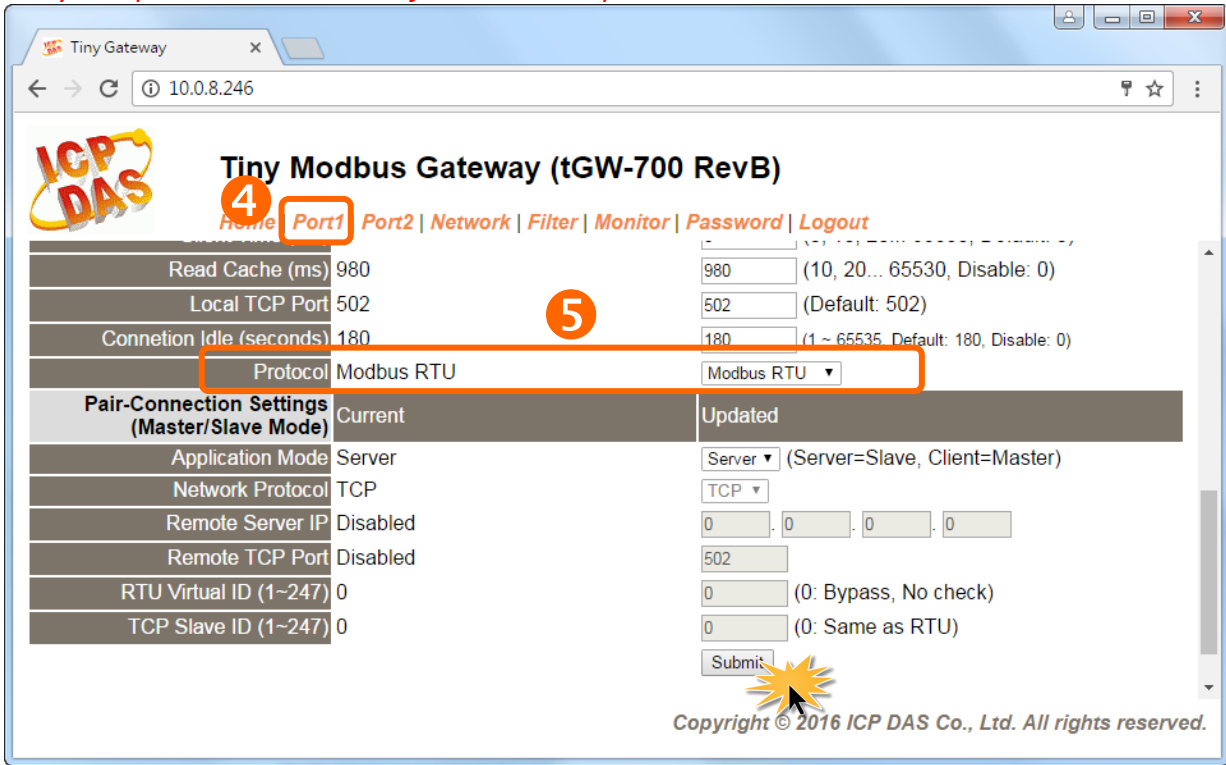 Tiny Gateway
10.0.8.246
ICP DAS
Tiny Modbus Gateway (tGW-700 RevB)
4
Home | Port1 Port2 | Network | Filter | Monitor | Password | Logout
Read Cache (ms) 980 980 (10, 20... 65530, Disable: 0)
Local TCP Port 502 502 (Default: 502)
5
Connetion Idle (seconds) 180 180 (1 ~ 65535, Default: 180, Disable: 0)
Protocol Modbus RTU Modbus RTU
Pair-Connection Settings
(Master/Slave Mode) Current Updated
Application Mode Server Server (Server=Slave, Client=Master)
Network Protocol TCP TCP
Remote Server IP Disabled 0 . 0 . 0 . 0
Remote TCP Port Disabled 502
RTU Virtual ID (1~247) 0 0 (0: Bypass, No check)
TCP Slave ID (1~247) 0 0 (0: Same as RTU)
Submit
Copyright © 2016 ICP DAS Co., Ltd. All rights reserved.